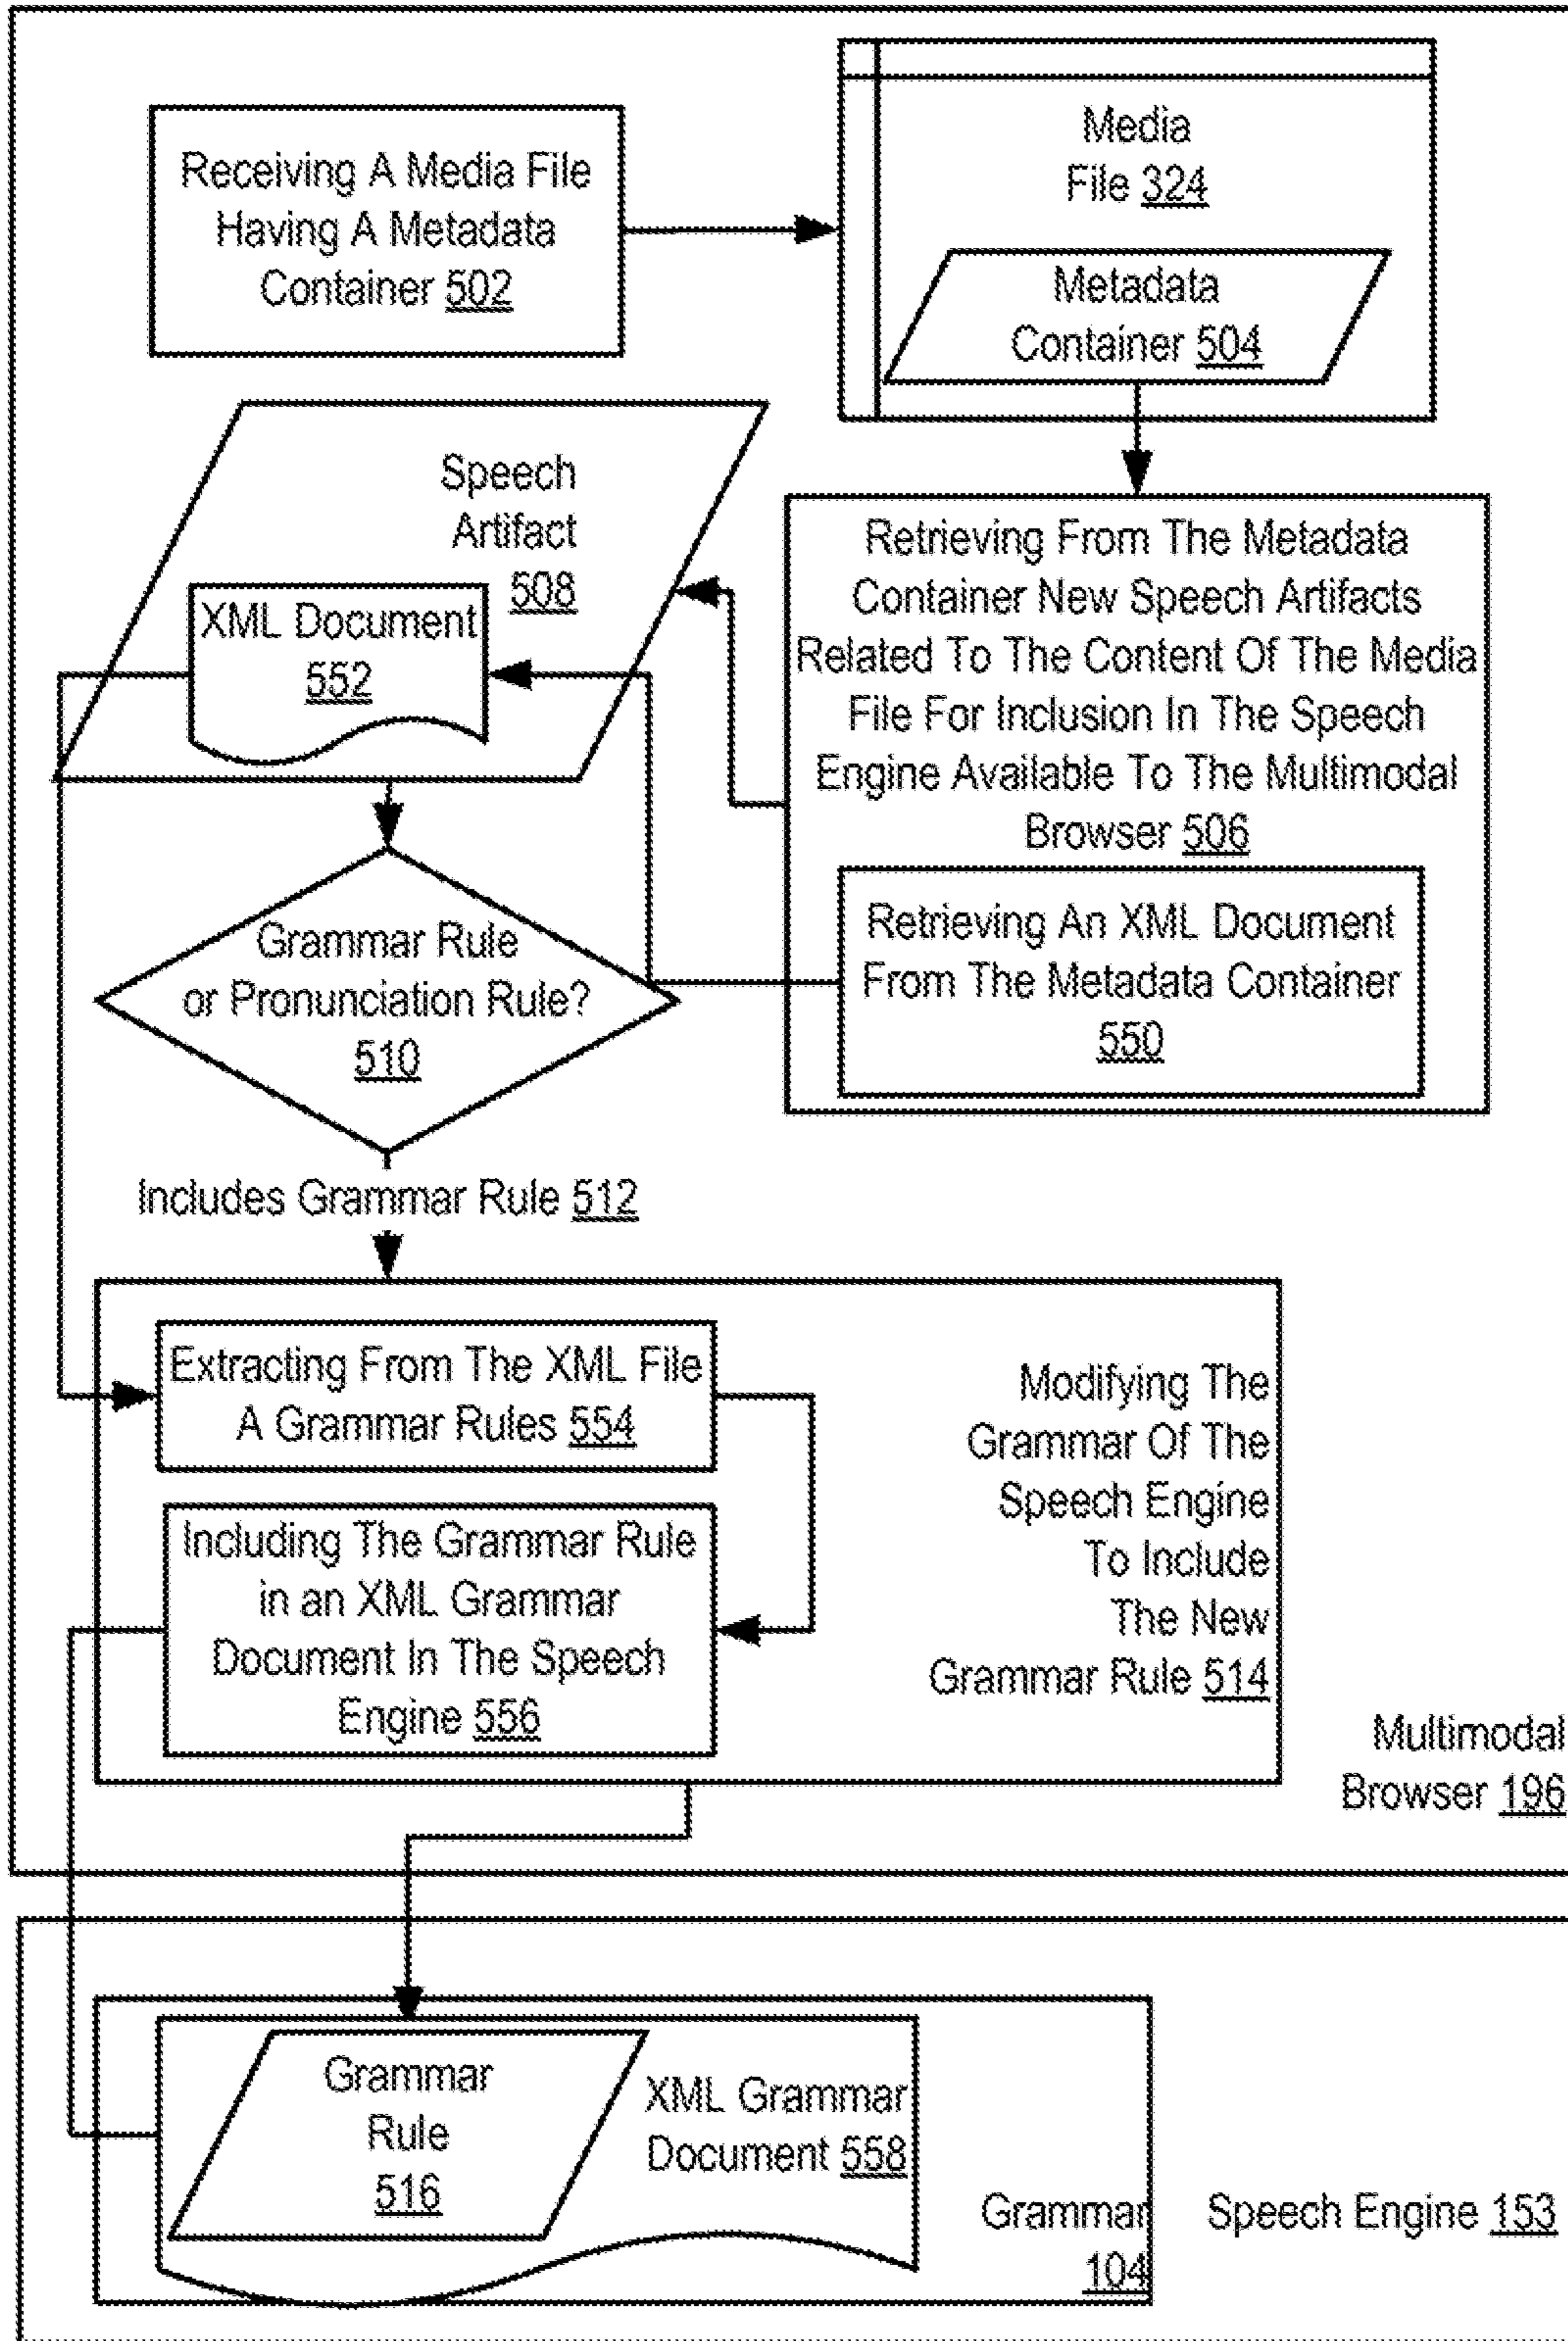 Receiving A Media File
Having A Metadata
Container 502
Media
File 324
Metadata
Container 504
Speech
Artifact
508
XML Document
552
Retrieving From The Metadata
Container New Speech Artifacts
Related To The Content Of The Media
File For Inclusion In The Speech
Engine Available To The Multimodal
Browser 506
Retrieving An XML Document
From The Metadata Container
550
Grammar Rule
or Pronunciation Rule?
510
Includes Grammar Rule 512
Extracting From The XML File
A Grammar Rules 554
Including The Grammar Rule
in an XML Grammar
Document In The Speech
Engine 556
Modifying The
Grammar Of The
Speech Engine
To Include
The New
Grammar Rule 514
Multimodal
Browser 196
Grammar
Rule
516
XML Grammar
Document 558
Grammar
104
Speech Engine 153